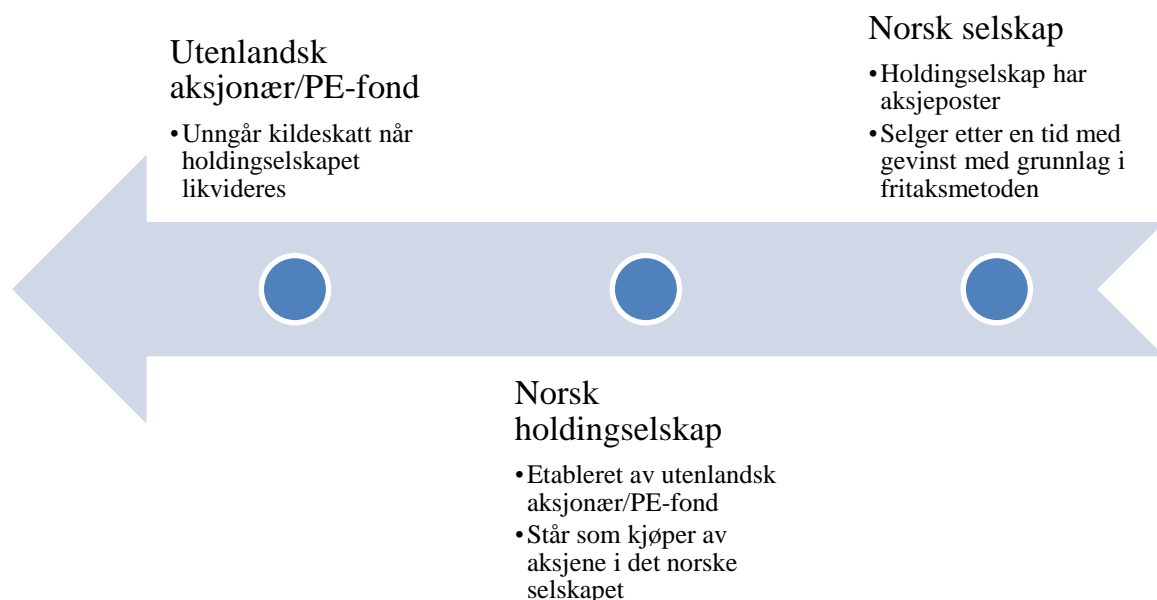 Utenlandsk
aksjonær/PE-fond
•Unngår kildeskatt når
holdingselskapet
likvideres
Norsk
holdingselskap
•Etableret av utenlandsk
aksjonær/PE-fond
•Står som kjøper av
aksjene i det norske
selskapet
Norsk selskap
•Holdingselskap har
aksjeposter
•Selger etter en tid med
gevinst med grunnlag i
fritaksmetoden